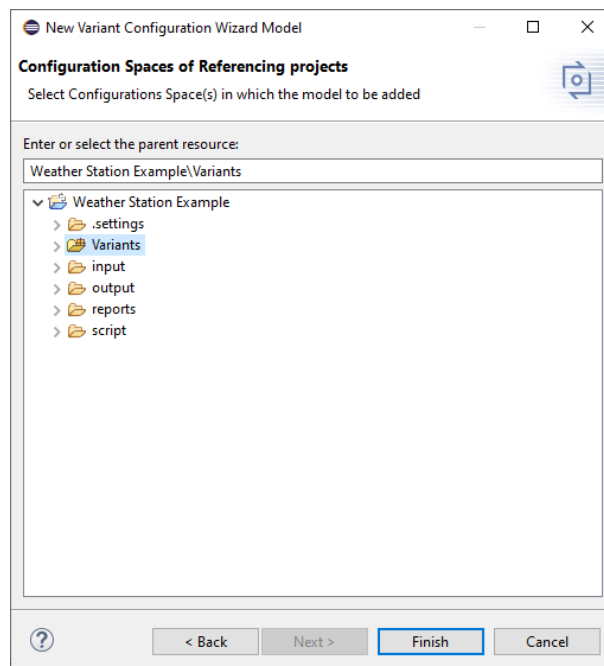 New Variant Configuration Wizard Model
Configuration Spaces of Referencing projects
Select Configurations Space(s) in which the model to be added
Enter or select the parent resource:
Weather Station Example\Variants
Weather Station Example
.settings
Variants
input
output
reports
script
?
< Back
Next >
Finish
Cancel